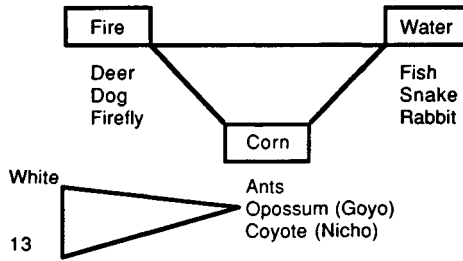 Fire
Water
Deer
Dog
Firefly
Fish
Snake
Rabbit
Corn
White
13
Ants
Opossum (Goyo)
Coyote (Nicho)